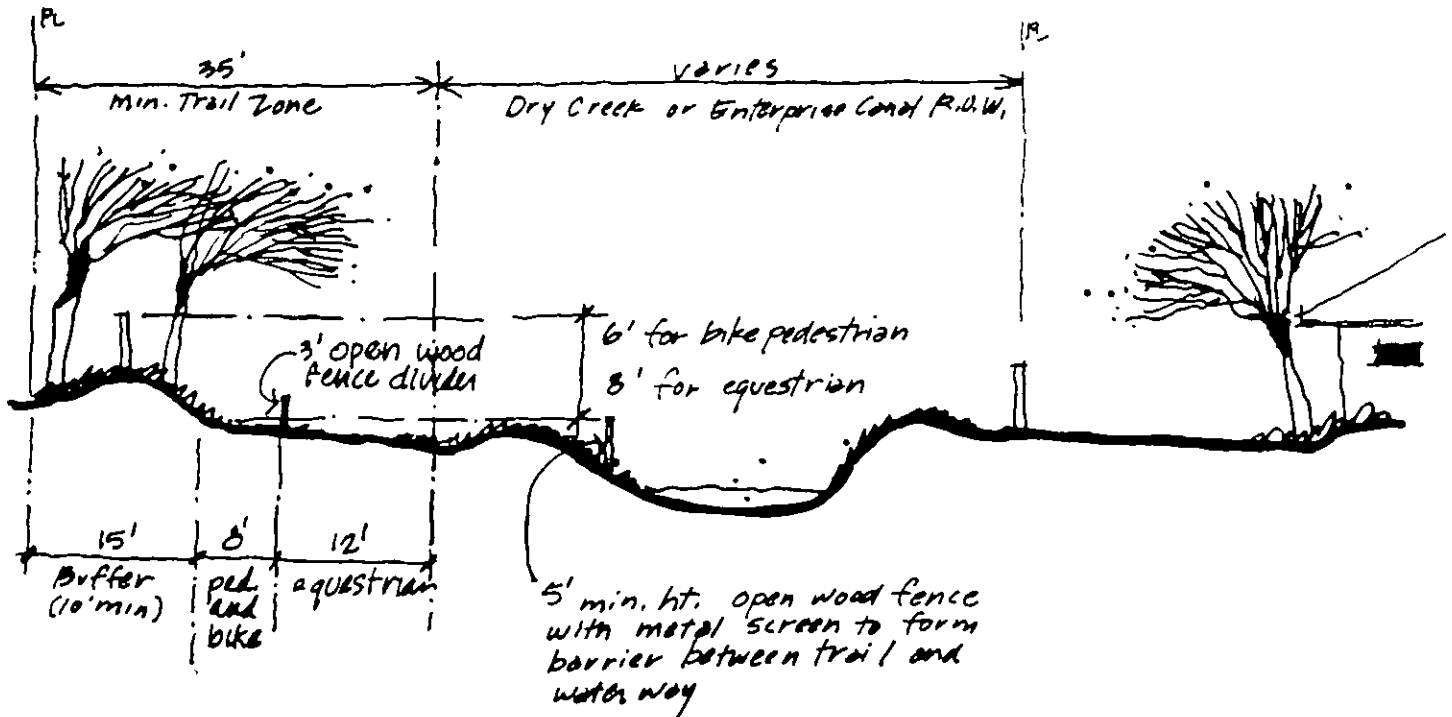 PL
PL
35'
varies
Min. Trail Zone
Dry Creek or Enterprise Canal R.O.W.
3' open wood
fence divider
6' for bike pedestrian
8' for equestrian
15'
8'
12'
Buffer
(10'min)
ped
and
bike
equestrian
5' min. ht. open wood fence
with metal screen to form
barrier between trail and
water way